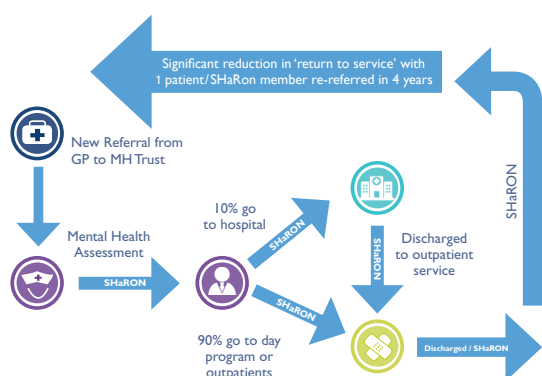 Significant reduction in 'return to service' with
1 patient/SHaRon member re-referred in 4 years
New Referral from
GP to MH Trust
Mental Health
Assessment
SHaRON
10% go
to hospital
SHaRON
SHaRON
90% go to day
program or
outpatients
SHaRON
Discharged
to outpatient
service
Discharged / SHaRON
SHaRON